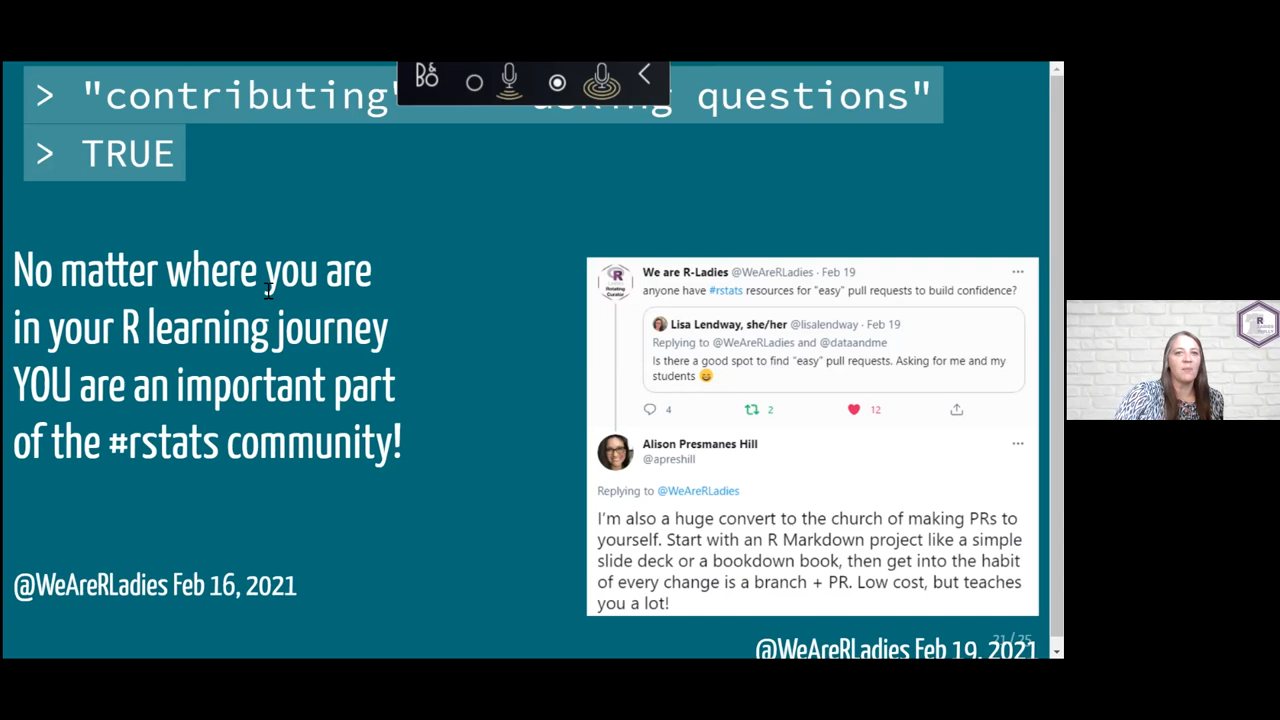 > "contributing" questions"
> TRUE
No matter where you are
in your R learning journey
YOU are an important part
of the #rstats community!
@WeAreRLadies Feb 16, 2021
We are R-Ladies @WeAreRLadies · Feb 19
anyone have #rstats resources for "easy" pull requests to build confidence?
Lisa Lendway, she/her @lisalendway · Feb 19
Replying to @WeAreRLadies and @dataandme
Is there a good spot to find "easy" pull requests. Asking for me and my
students 😄
4 2 12
Alison Presmanes Hill
@apreshill
Replying to @WeAreRLadies
I'm also a huge convert to the church of making PRs to
yourself. Start with an R Markdown project like a simple
slide deck or a bookdown book, then get into the habit
of every change is a branch + PR. Low cost, but teaches
you a lot!
21 / 25
@WeAreRLadies Feb 19, 2021